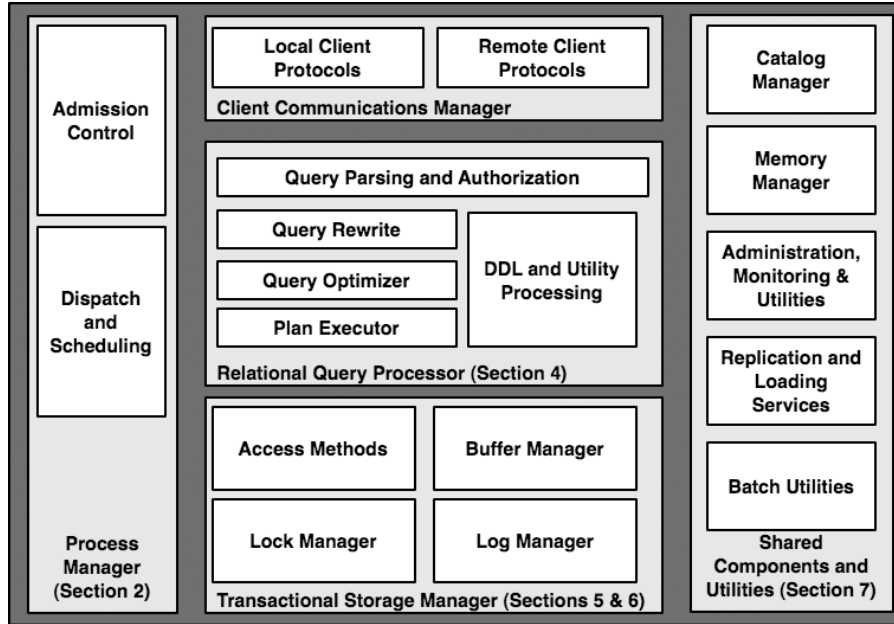 Admission
Control
Dispatch
and
Scheduling
Process
Manager
(Section 2)
Local Client
Protocols
Remote Client
Protocols
Client Communications Manager
Query Parsing and Authorization
Query Rewrite
Query Optimizer
Plan Executor
DDL and Utility
Processing
Relational Query Processor (Section 4)
Access Methods
Buffer Manager
Lock Manager
Log Manager
Transactional Storage Manager (Sections 5 & 6)
Catalog
Manager
Memory
Manager
Administration,
Monitoring &
Utilities
Replication and
Loading
Services
Batch Utilities
Shared
Components and
Utilities (Section 7)